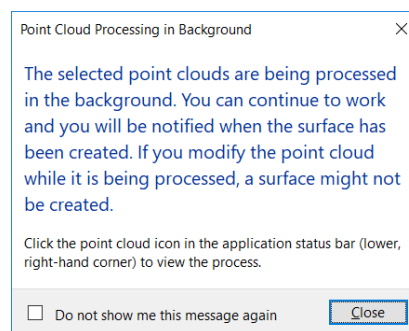 Point Cloud Processing in Background
The selected point clouds are being processed
in the background. You can continue to work
and you will be notified when the surface has
been created. If you modify the point cloud
while it is being processed, a surface might not
be created.
Click the point cloud icon in the application status bar (lower,
right-hand corner) to view the process.
Do not show me this message again
Close